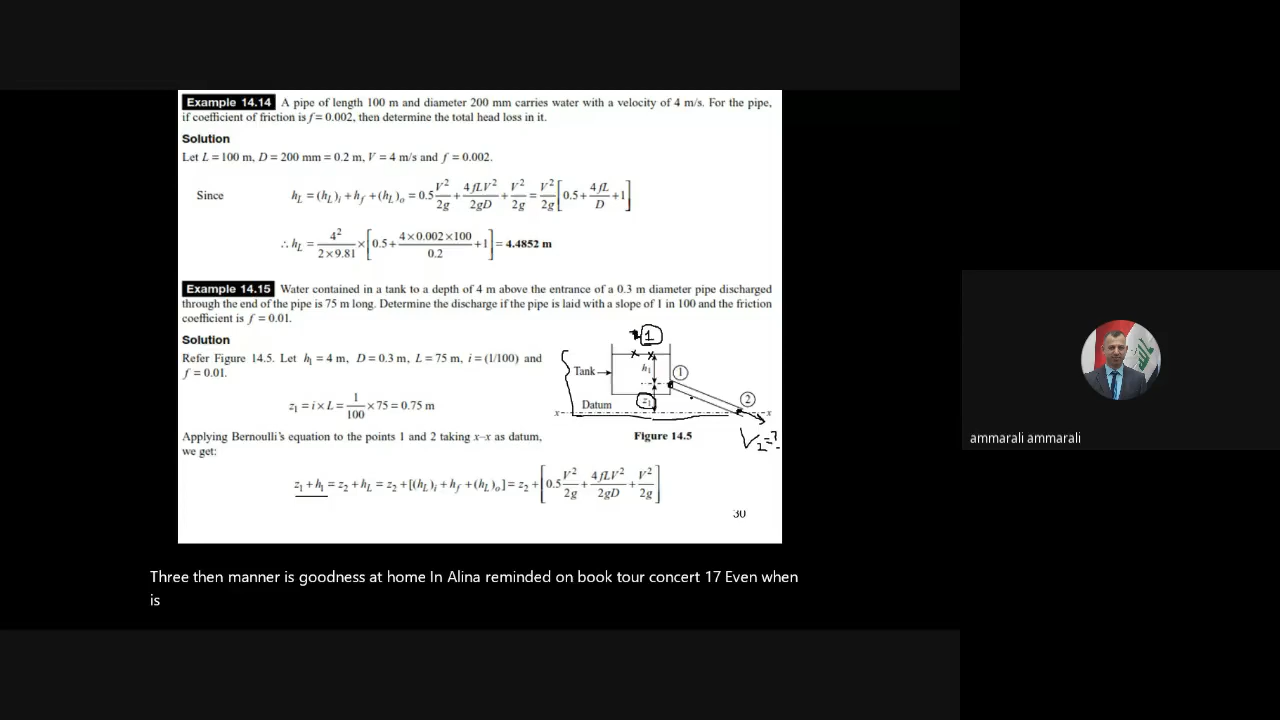 Example 14.14 A pipe of length 100 m and diameter 200 mm carries water with a velocity of 4 m/s. For the pipe,
if coefficient of friction is f = 0.002, then determine the total head loss in it.
Solution
Let L = 100 m, D = 200 mm = 0.2 m, V = 4 m/s and f = 0.002.
Since h_L = (h_L)_i + h_f + (h_L)_o = 0.5 V²/2g + 4fLV²/2gD + V²/2g = V²/2g [0.5 + 4fL/D + 1]
∴ h_L = 4²/(2×9.81) × [0.5 + (4×0.002×100)/0.2 + 1] = 4.4852 m
Example 14.15 Water contained in a tank to a depth of 4 m above the entrance of a 0.3 m diameter pipe discharged
through the end of the pipe is 75 m long. Determine the discharge if the pipe is laid with a slope of 1 in 100 and the friction
coefficient is f = 0.01.
Solution
Refer Figure 14.5. Let h₁ = 4 m, D = 0.3 m, L = 75 m, i = (1/100) and
f = 0.01.
z₁ = i × L = 1/100 × 75 = 0.75 m
Applying Bernoulli's equation to the points 1 and 2 taking x–x as datum,
we get:
1
Tank
h₁
1
z₁
2
Datum
x
x
Figure 14.5
V₂=?
z₁ + h₁ = z₂ + h_L = z₂ + [(h_L)_i + h_f + (h_L)_o] = z₂ + [0.5 V²/2g + 4fLV²/2gD + V²/2g]
30
ammarali ammarali
Three then manner is goodness at home In Alina reminded on book tour concert 17 Even when
is